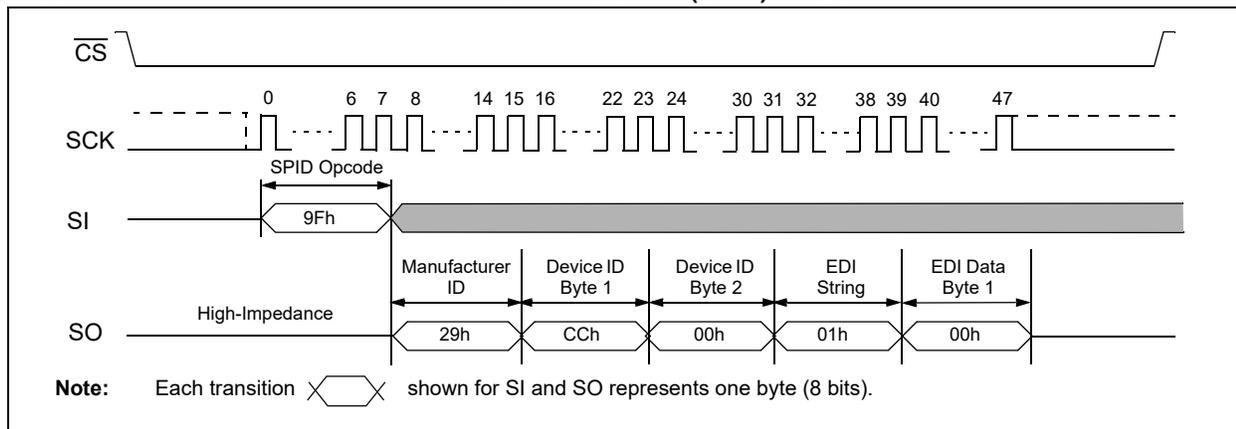 CS
0 6 7 8 14 15 16 22 23 24 30 31 32 38 39 40 47
SCK
SPID Opcode
SI
9Fh
Manufacturer ID
Device ID Byte 1
Device ID Byte 2
EDI String
EDI Data Byte 1
High-Impedance
SO
29h
CCh
00h
01h
00h
Note: Each transition shown for SI and SO represents one byte (8 bits).